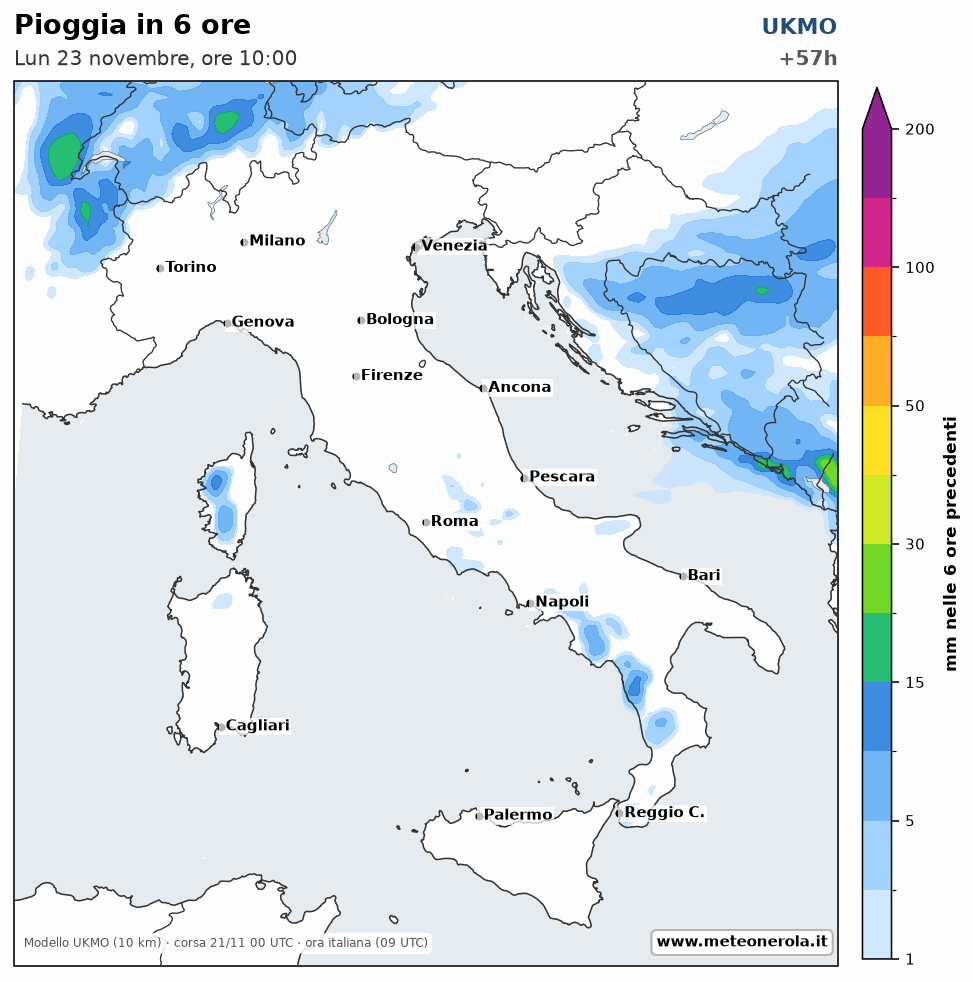 Pioggia in 6 ore
UKMO
Lun 23 novembre, ore 10:00
+57h
Milano
Venezia
Torino
Genova
Bologna
Firenze
Ancona
Pescara
Roma
Bari
Napoli
Cagliari
Palermo
Reggio C.
200
100
50
30
15
5
1
mm nelle 6 ore precedenti
Modello UKMO (10 km) · corsa 21/11 00 UTC · ora italiana (09 UTC)
www.meteonerola.it